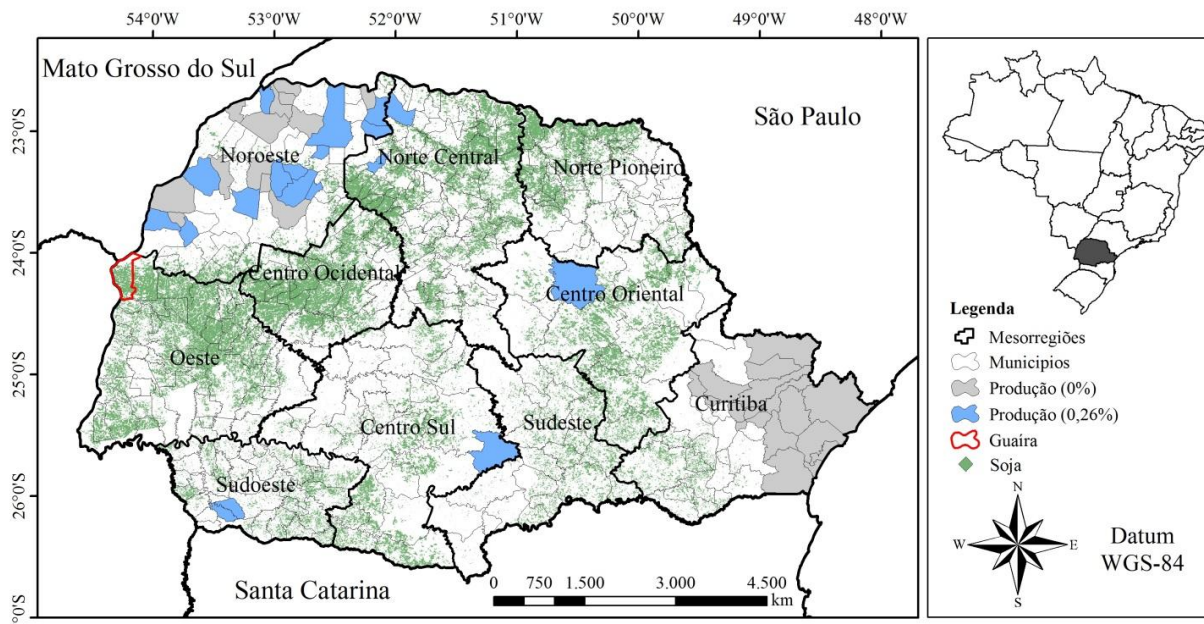 54°0'W 53°0'W 52°0'W 51°0'W 50°0'W 49°0'W 48°0'W
Mato Grosso do Sul
São Paulo
23°0'S
Noroeste
Norte Central
Norte Pioneiro
24°0'S
Centro Ocidental
Centro Oriental
Oeste
25°0'S
Curitiba
Centro Sul
Sudeste
Sudoeste
26°0'S
Santa Catarina
0 750 1.500 3.000 4.500
km
°0'S
Legenda
Mesorregiões
Municipios
Produção (0%)
Produção (0,26%)
Guaíra
Soja
N
W
E
S
Datum
WGS-84